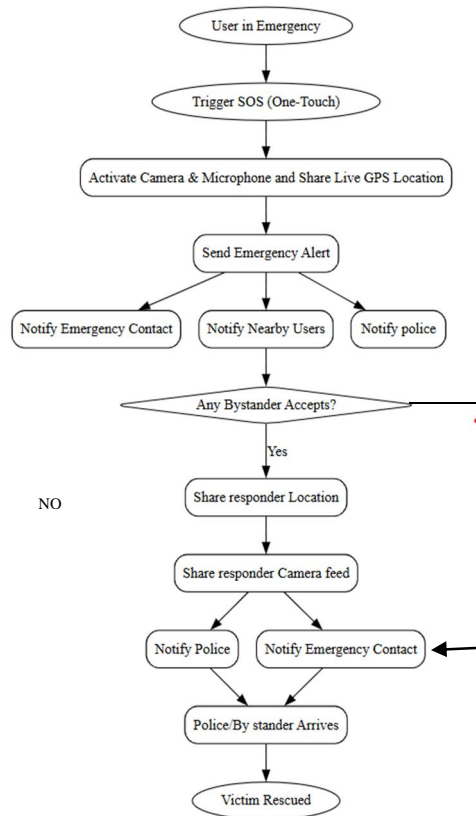 User in Emergency
Trigger SOS (One-Touch)
Activate Camera & Microphone and Share Live GPS Location
Send Emergency Alert
Notify Emergency Contact
Notify Nearby Users
Notify police
Any Bystander Accepts?
Yes
Share responder Location
NO
Share responder Camera feed
Notify Police
Notify Emergency Contact
Police/By stander Arrives
Victim Rescued